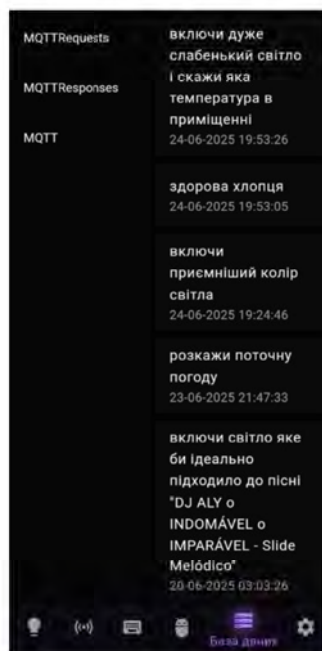 MQTTRequests
MQTTResponses
MQTT
включи дуже
слабенький світло
і скажи яка
температура в
приміщенні
24-06-2025 19:53:26
здорова хлопця
24-06-2025 19:53:05
включи
приємніший колір
світла
24-06-2025 19:24:46
розкажи поточну
погоду
23-06-2025 21:47:33
включи світло яке
би ідеально
підходило до пісні
"DJ ALY o
INDOMÁVEL o
IMPARÁVEL - Slide
Melódico"
20-06-2025 03:03:26
База даних